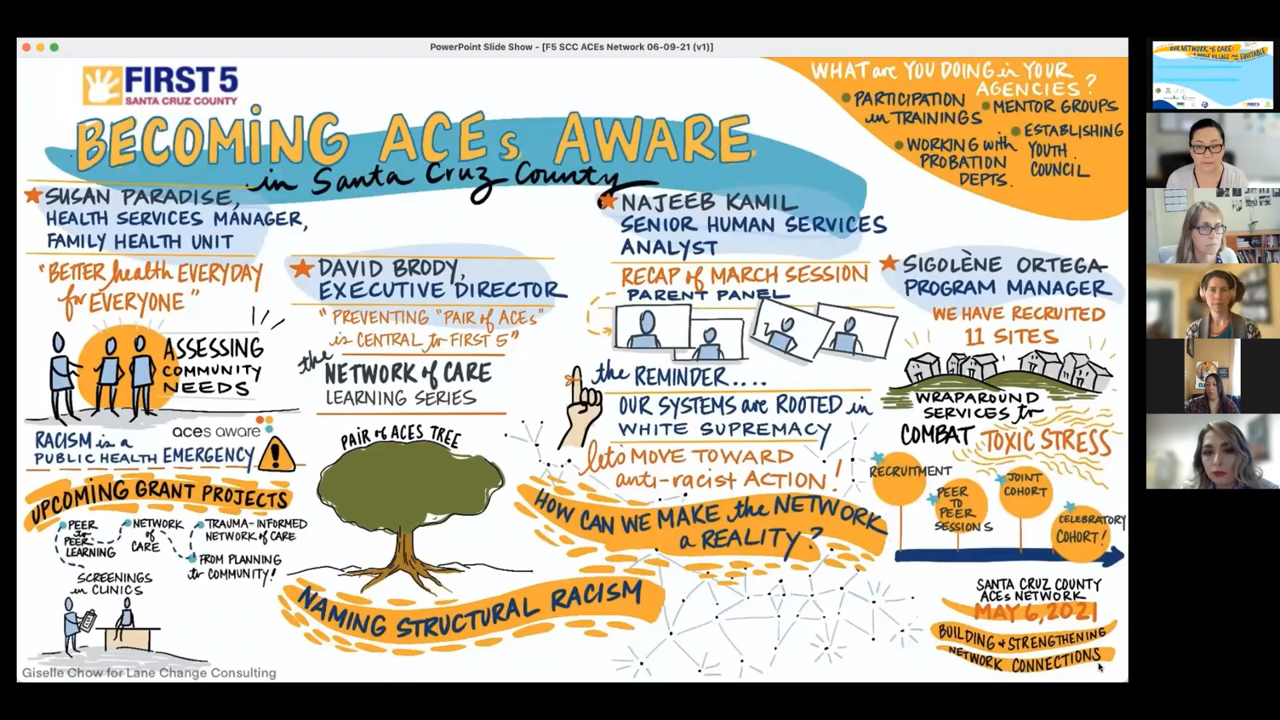 PowerPoint Slide Show - [F5 SCC ACEs Network 06-09-21 (v1)]
FIRST 5
SANTA CRUZ COUNTY
BECOMING ACEs AWARE
in Santa Cruz County
WHAT are YOU DOING in YOUR
AGENCIES?
PARTICIPATION
in TRAININGS
MENTOR GROUPS
WORKING with
PROBATION
DEPTS.
ESTABLISHING
YOUTH
COUNCIL
SUSAN PARADISE,
HEALTH SERVICES MANAGER,
FAMILY HEALTH UNIT
"BETTER health EVERYDAY
for EVERYONE"
ASSESSING
COMMUNITY
NEEDS
aces aware
RACISM is a
PUBLIC HEALTH EMERGENCY
!
UPCOMING GRANT PROJECTS
PEER
to
PEER
LEARNING
NETWORK
of
CARE
TRAUMA-INFORMED
NETWORK of CARE
FROM PLANNING
to COMMUNITY!
SCREENINGS
in CLINICS
DAVID BRODY,
EXECUTIVE DIRECTOR
"PREVENTING "PAIR of ACEs"
is CENTRAL to FIRST 5"
the
NETWORK of CARE
LEARNING SERIES
PAIR of ACES TREE
NAMING STRUCTURAL RACISM
NAJEEB KAMIL
SENIOR HUMAN SERVICES
ANALYST
RECAP of MARCH SESSION
PARENT PANEL
the REMINDER....
OUR SYSTEMS are ROOTED in
WHITE SUPREMACY
let's MOVE TOWARD
anti-racist ACTION!
HOW CAN WE MAKE the NETWORK
a REALITY?
SIGOLÈNE ORTEGA
PROGRAM MANAGER
WE HAVE RECRUITED
11 SITES
WRAPAROUND
SERVICES to
COMBAT TOXIC STRESS
RECRUITMENT
PEER
TO
PEER
SESSIONS
JOINT
COHORT
CELEBRATORY
COHORT!
SANTA CRUZ COUNTY
ACEs NETWORK
MAY 6, 2021
BUILDING + STRENGTHENING
NETWORK CONNECTIONS
Giselle Chow for Lane Change Consulting
OUR NETWORK of CARE:
EQUITABLE
FIRST 5